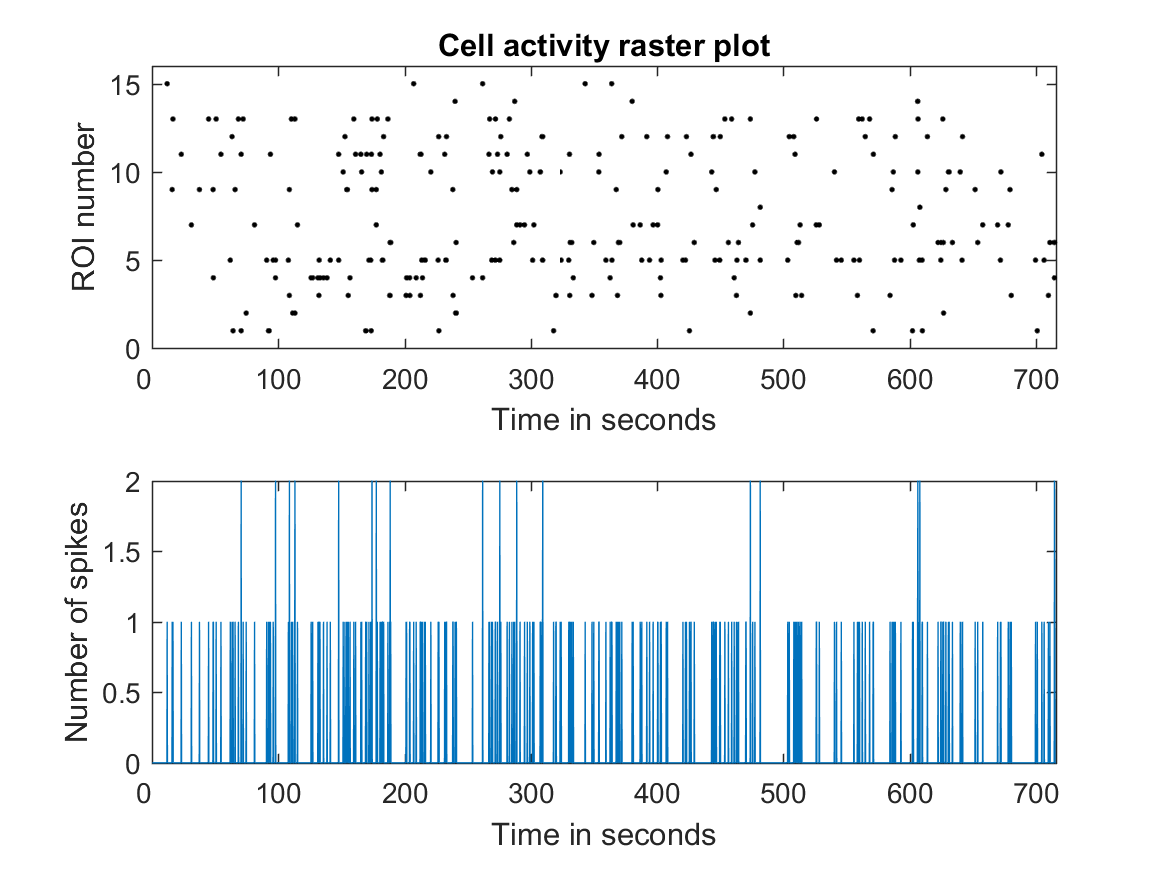 Cell activity raster plot
15
10
5
0
ROI number
0 100 200 300 400 500 600 700
Time in seconds
2
1.5
1
0.5
0
Number of spikes
0 100 200 300 400 500 600 700
Time in seconds